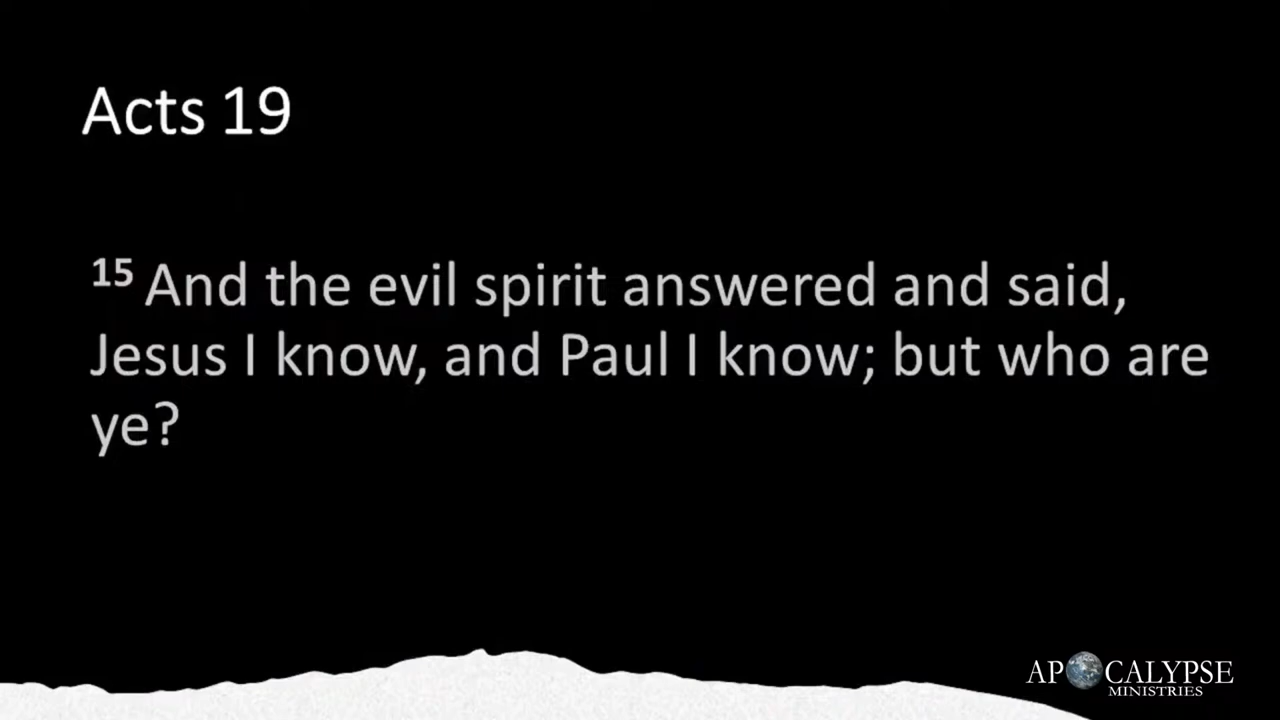 Acts 19
15 And the evil spirit answered and said,
Jesus I know, and Paul I know; but who are
ye?
APOCALYPSE
MINISTRIES